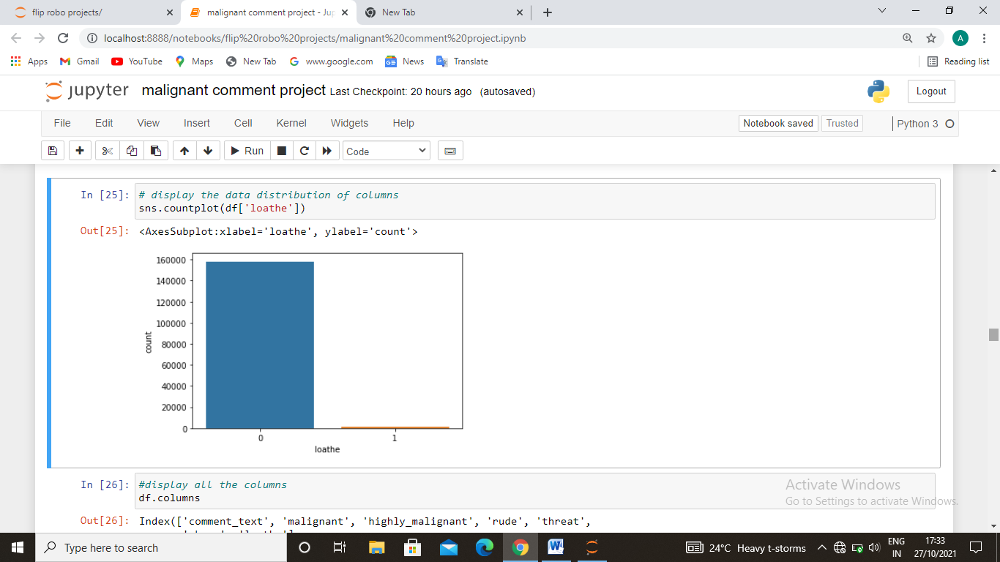 flip robo projects/
malignant comment project - Jup
New Tab
localhost:8888/notebooks/flip%20robo%20projects/malignant%20comment%20project.ipynb
A
Apps
Gmail
YouTube
Maps
New Tab
www.google.com
News
Translate
Reading list
jupyter malignant comment project Last Checkpoint: 20 hours ago (autosaved)
Logout
File Edit View Insert Cell Kernel Widgets Help
Notebook saved Trusted Python 3
Run
Code
In [25]: # display the data distribution of columns
sns.countplot(df['loathe'])
Out[25]: <AxesSubplot:xlabel='loathe', ylabel='count'>
160000
140000
120000
100000
80000
60000
40000
20000
0
count
0 1
loathe
In [26]: #display all the columns
df.columns
Activate Windows
Go to Settings to activate Windows.
Out[26]: Index(['comment_text', 'malignant', 'highly_malignant', 'rude', 'threat',
Type here to search
24°C Heavy t-storms
ENG
IN
17:33
27/10/2021